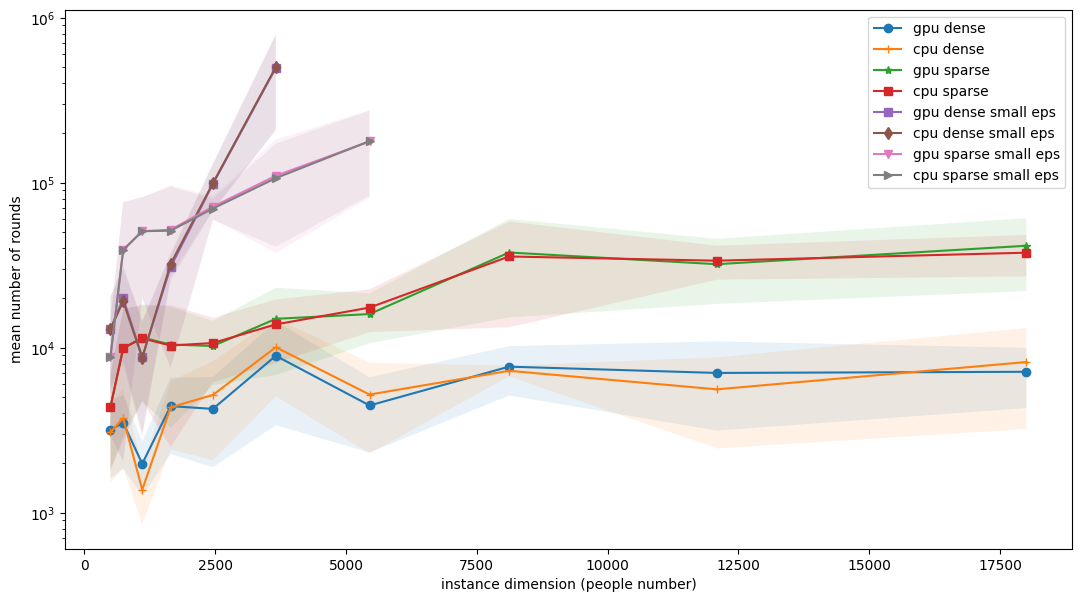 mean number of rounds
10^6
10^5
10^4
10^3
gpu dense
cpu dense
gpu sparse
cpu sparse
gpu dense small eps
cpu dense small eps
gpu sparse small eps
cpu sparse small eps
0 2500 5000 7500 10000 12500 15000 17500
instance dimension (people number)